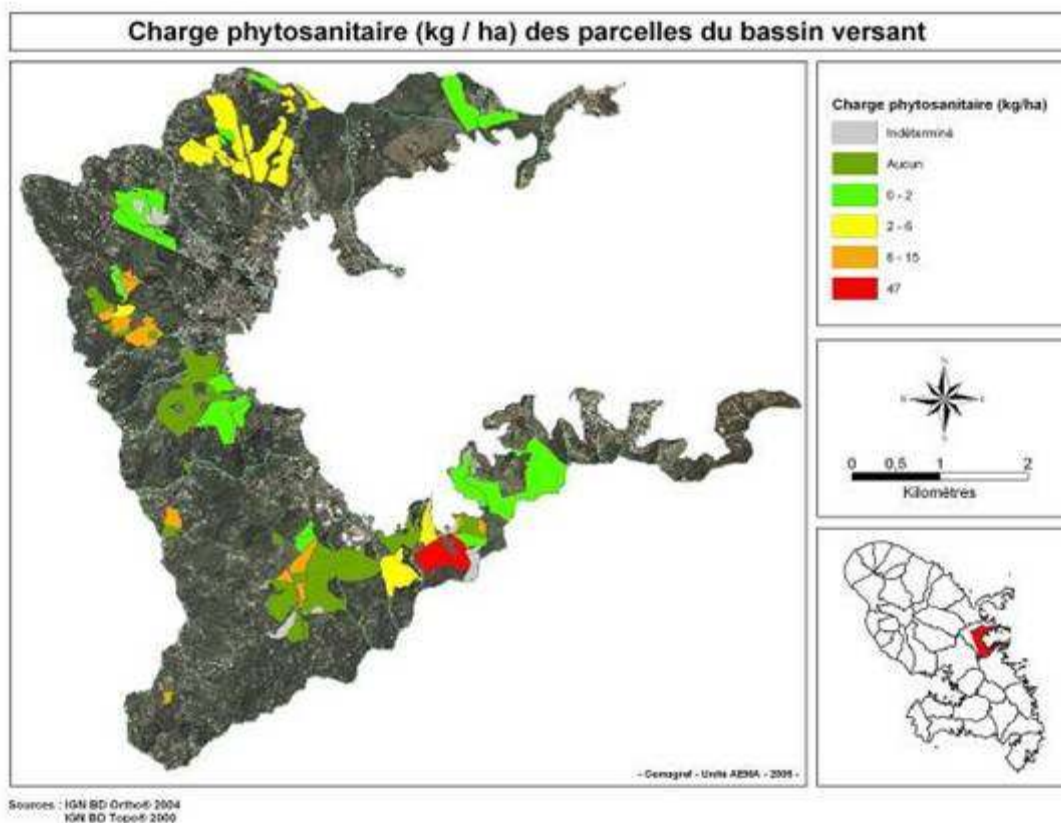 Charge phytosanitaire (kg / ha) des parcelles du bassin versant
Charge phytosanitaire (kg/ha)
Indéterminé
Aucun
0 - 2
2 - 6
6 - 15
47
0 0,5 1 2
Kilomètres
- Cemagref - Unité AEMA - 2006 -
Sources : IGN BD Ortho® 2004
IGN BD Topo® 2000